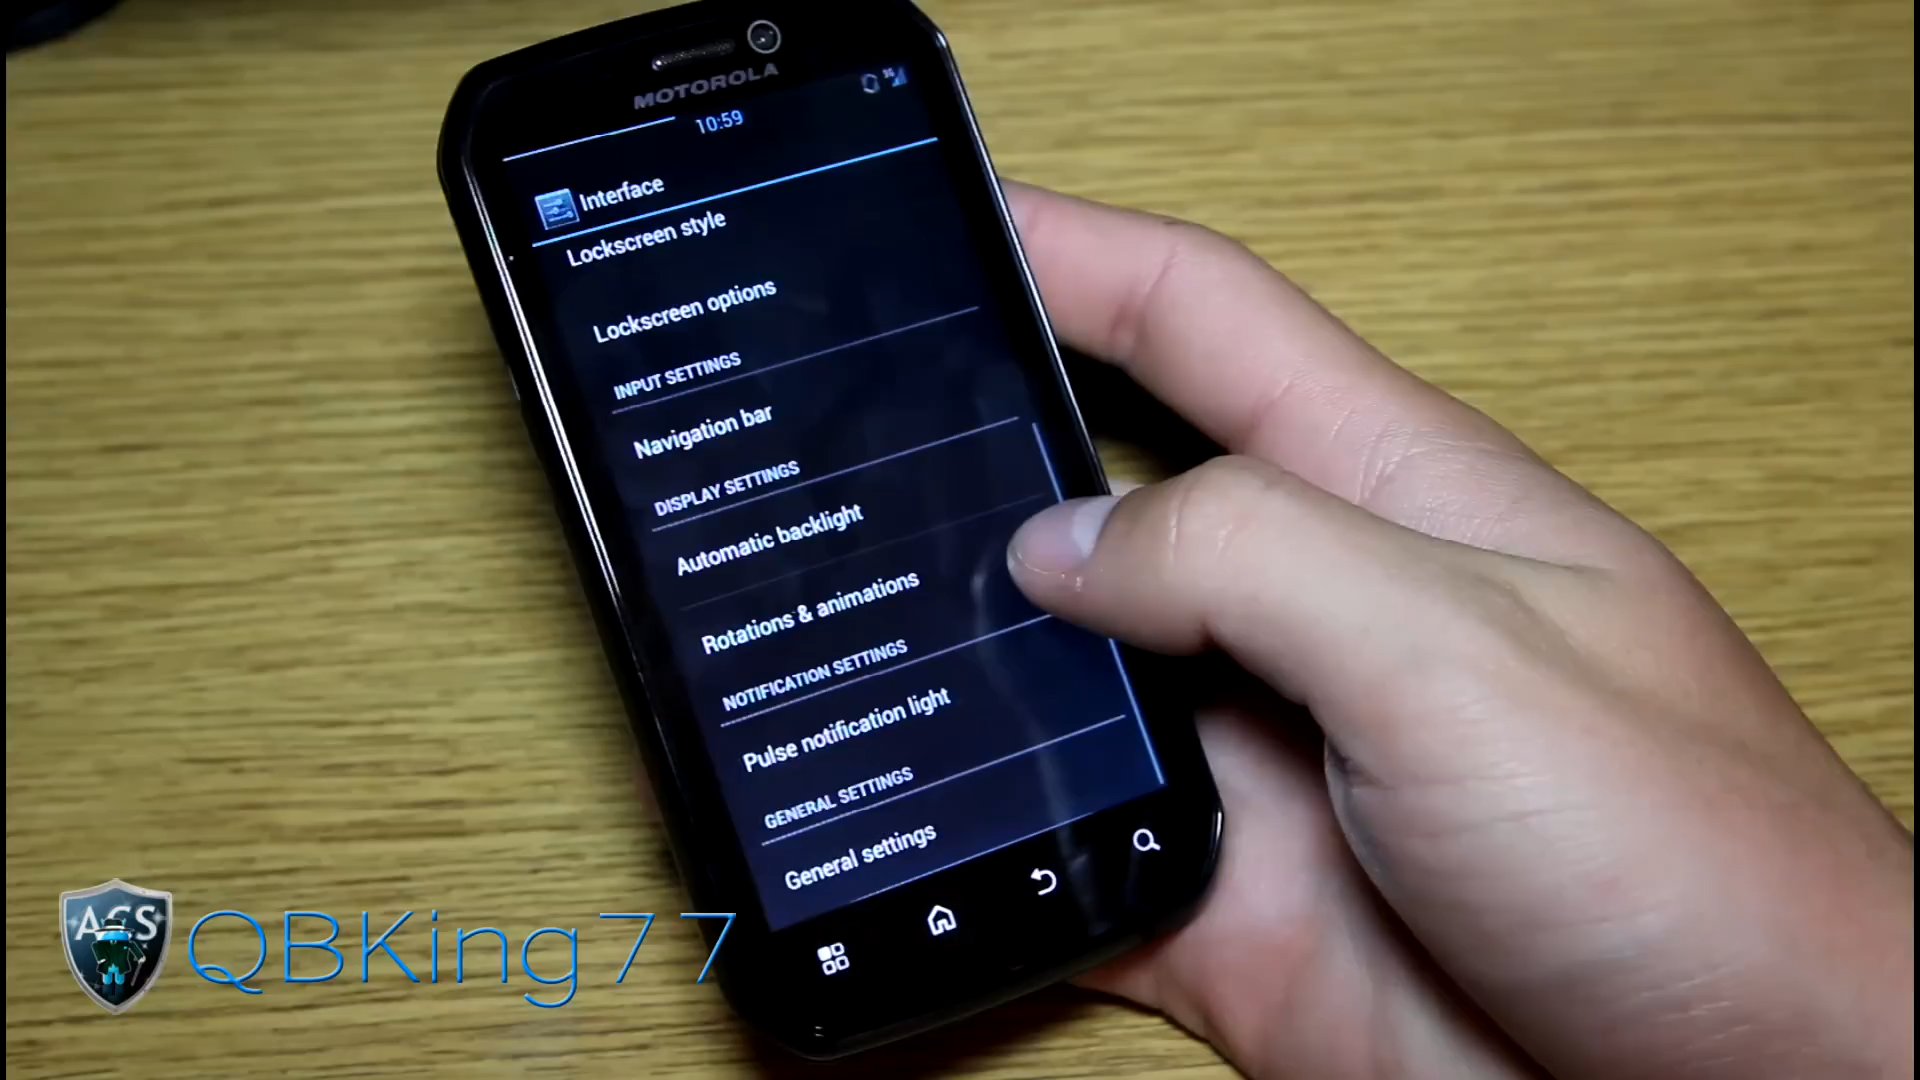 MOTOROLA
3G
10:59
Interface
Lockscreen style
Lockscreen options
INPUT SETTINGS
Navigation bar
DISPLAY SETTINGS
Automatic backlight
Rotations & animations
NOTIFICATION SETTINGS
Pulse notification light
GENERAL SETTINGS
General settings
ACS
QBKing77